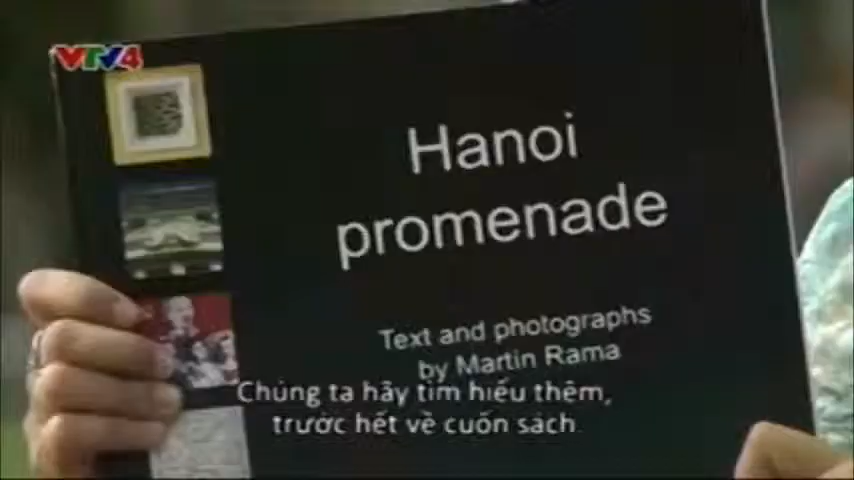 VTV4
Hanoi
promenade
Text and photographs
by Martin Rama
Chúng ta hãy tìm hiểu thêm,
trước hết về cuốn sách